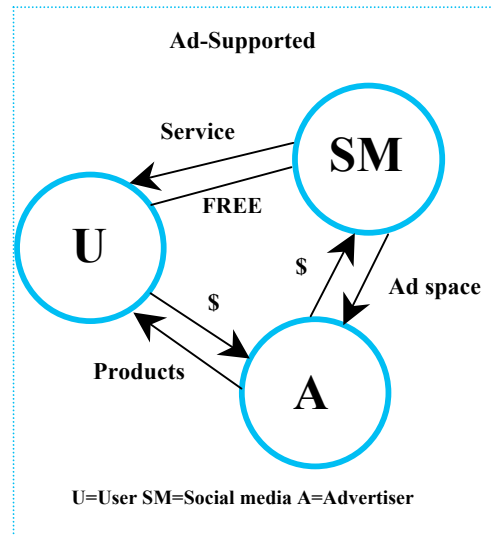 Ad-Supported
Service
SM
FREE
U
$
Ad space
$
Products
A
U=User SM=Social media A=Advertiser